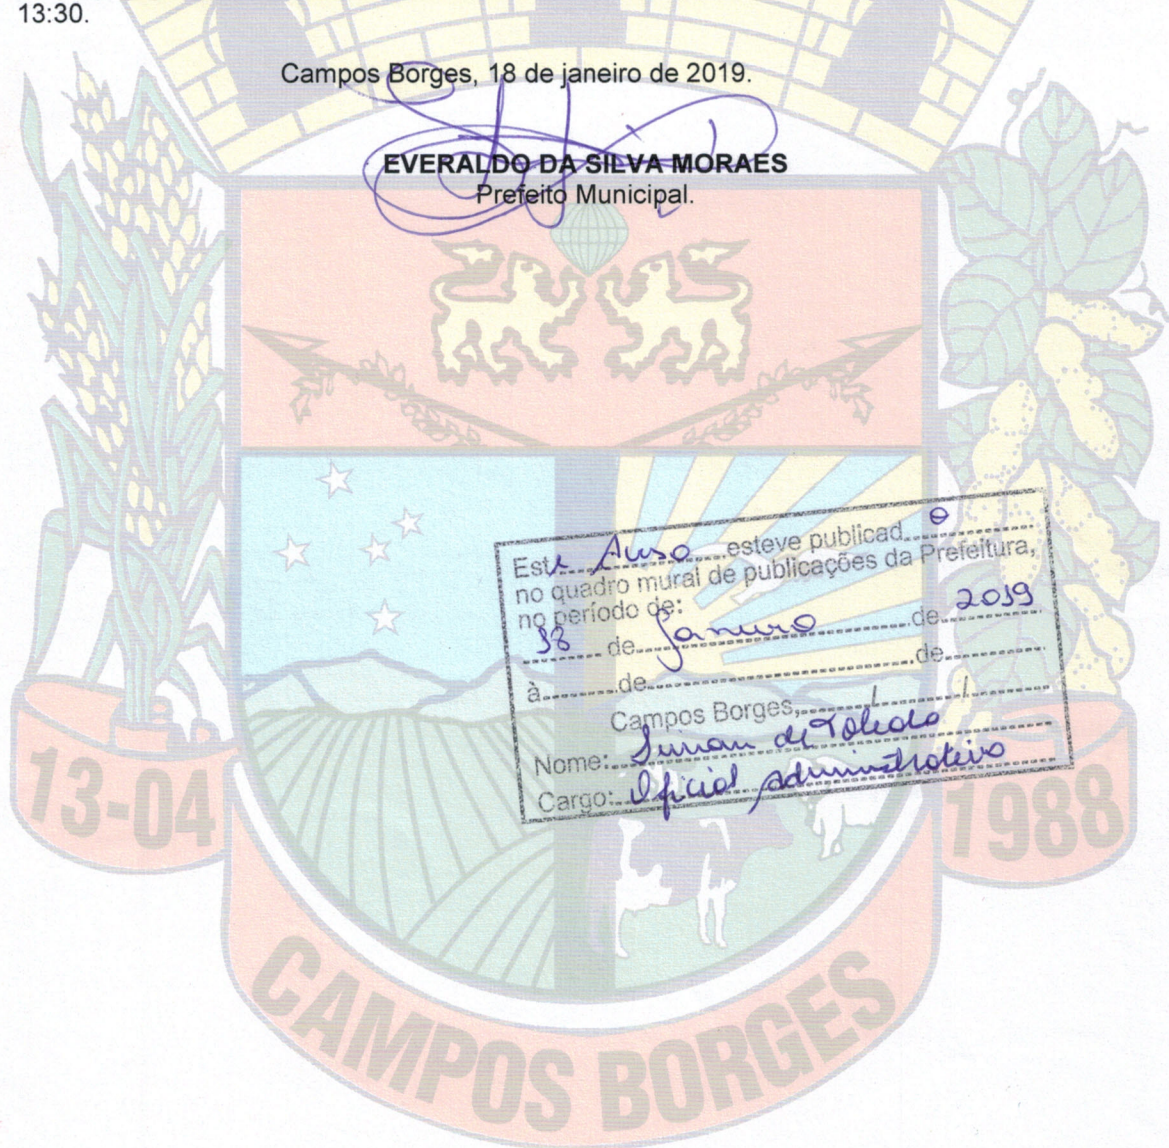 13:30.
Campos Borges, 18 de janeiro de 2019.
EVERALDO DA SILVA MORAES
Prefeito Municipal.
Este Aviso esteve publicado
no quadro mural de publicações da Prefeitura,
no período de:
18 de Janeiro de 2019
à de de
Campos Borges, / /
Nome: de Toledo
Cargo: Oficial administrativo
13-04
1988
CAMPOS BORGES